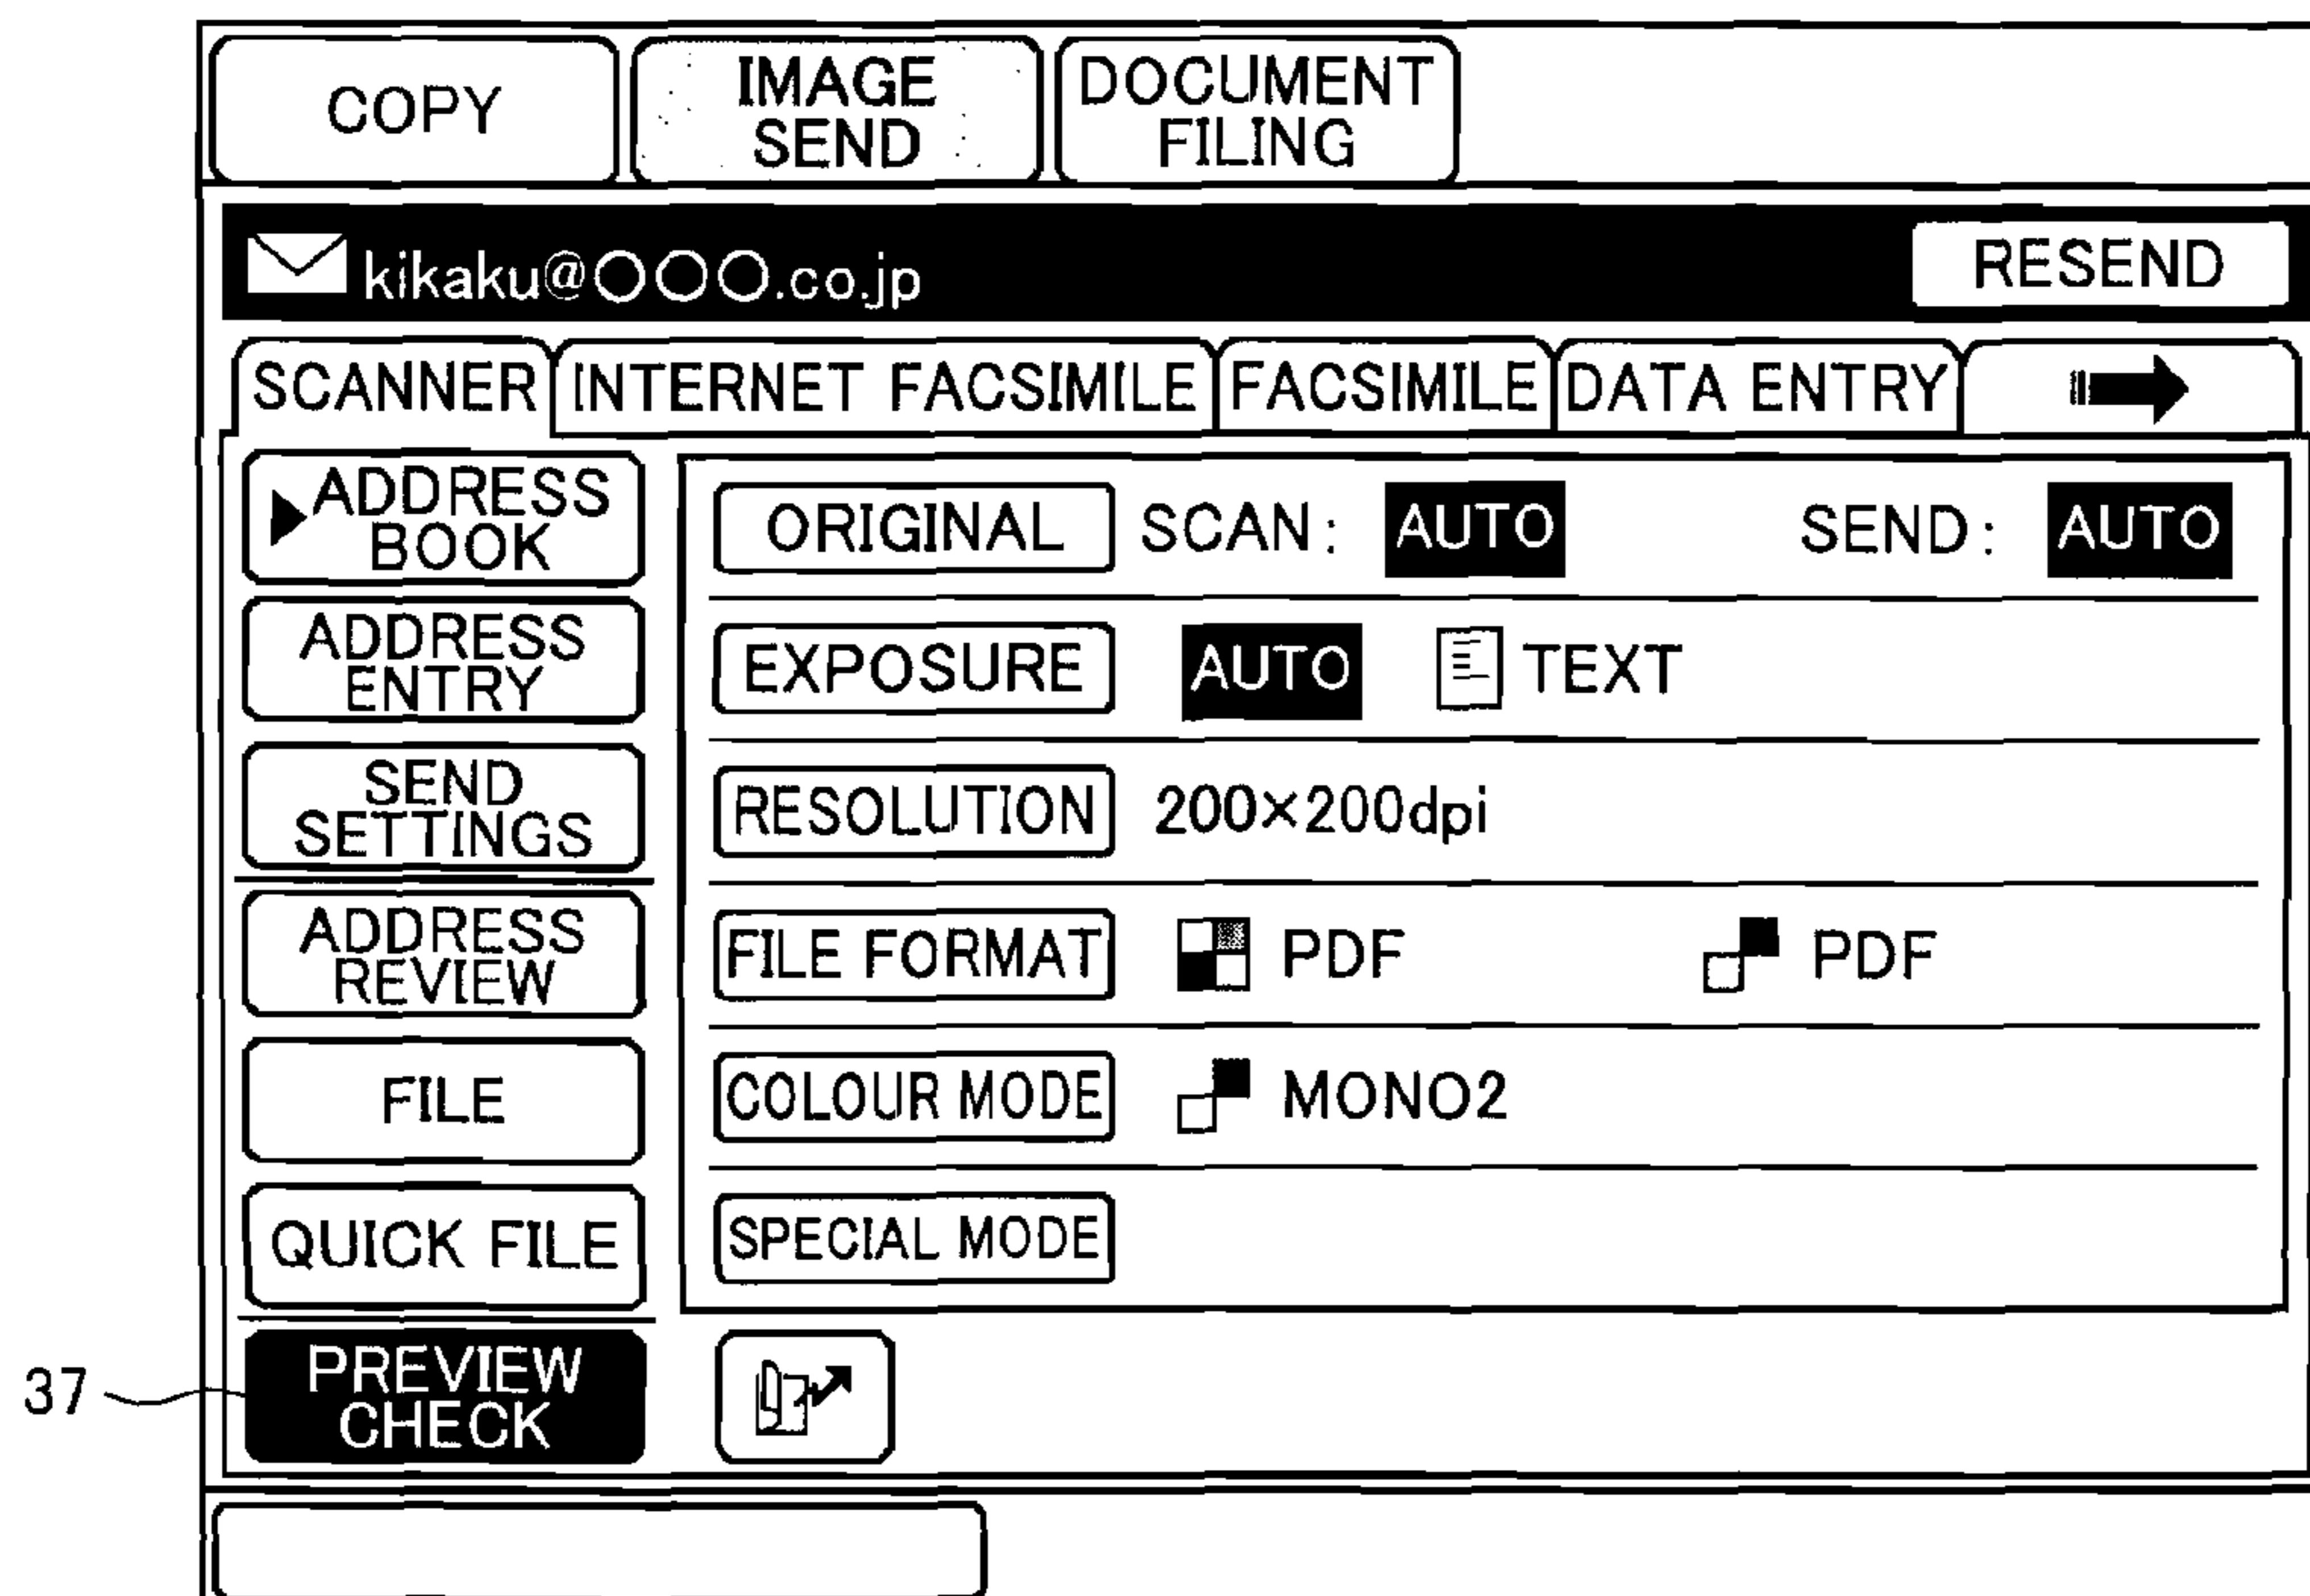 COPY
IMAGE
SEND
DOCUMENT
FILING
kikaku@○○○.co.jp
RESEND
SCANNER
INTERNET FACSIMILE
FACSIMILE
DATA ENTRY
ADDRESS
BOOK
ADDRESS
ENTRY
SEND
SETTINGS
ADDRESS
REVIEW
FILE
QUICK FILE
PREVIEW
CHECK
37
ORIGINAL SCAN: AUTO SEND: AUTO
EXPOSURE AUTO TEXT
RESOLUTION 200×200dpi
FILE FORMAT PDF PDF
COLOUR MODE MONO2
SPECIAL MODE